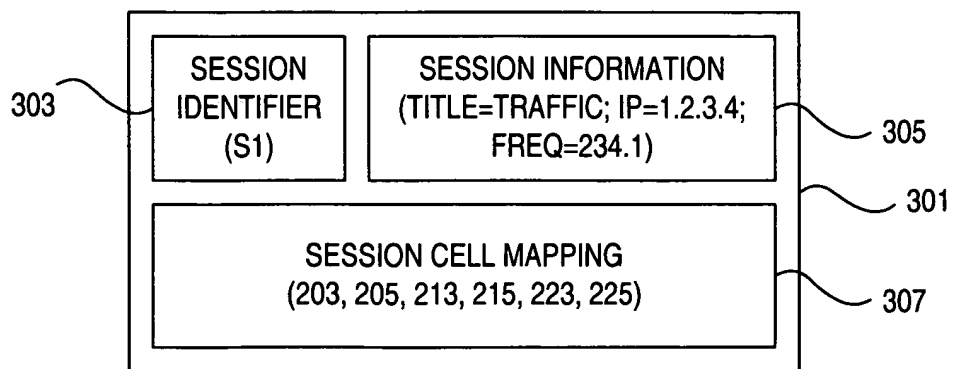 SESSION
IDENTIFIER
(S1)
SESSION INFORMATION
(TITLE=TRAFFIC; IP=1.2.3.4;
FREQ=234.1)
303
305
301
SESSION CELL MAPPING
(203, 205, 213, 215, 223, 225)
307